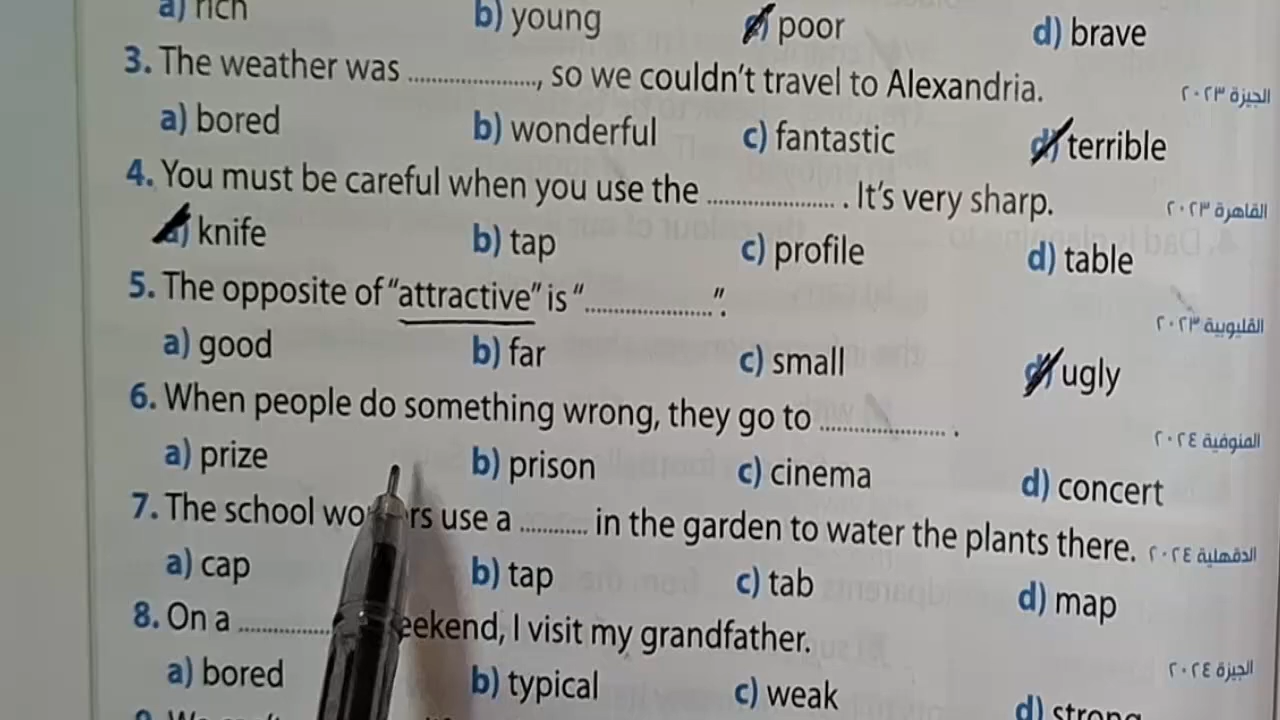 a) rich b) young c) poor d) brave
3. The weather was ...................., so we couldn't travel to Alexandria. الجيزة ٢٠٢٣
a) bored b) wonderful c) fantastic d) terrible
4. You must be careful when you use the .................... . It's very sharp. القاهرة ٢٠٢٣
a) knife b) tap c) profile d) table
5. The opposite of "attractive" is "....................". القليوبية ٢٠٢٣
a) good b) far c) small d) ugly
6. When people do something wrong, they go to .................... . المنوفية ٢٠٢٤
a) prize b) prison c) cinema d) concert
7. The school use a .......... in the garden to water the plants there. الدقهلية ٢٠٢٤
a) cap b) tap c) tab d) map
8. On a .............. eekend, I visit my grandfather. الجيزة ٢٠٢٤
a) bored b) typical c) weak d) strong